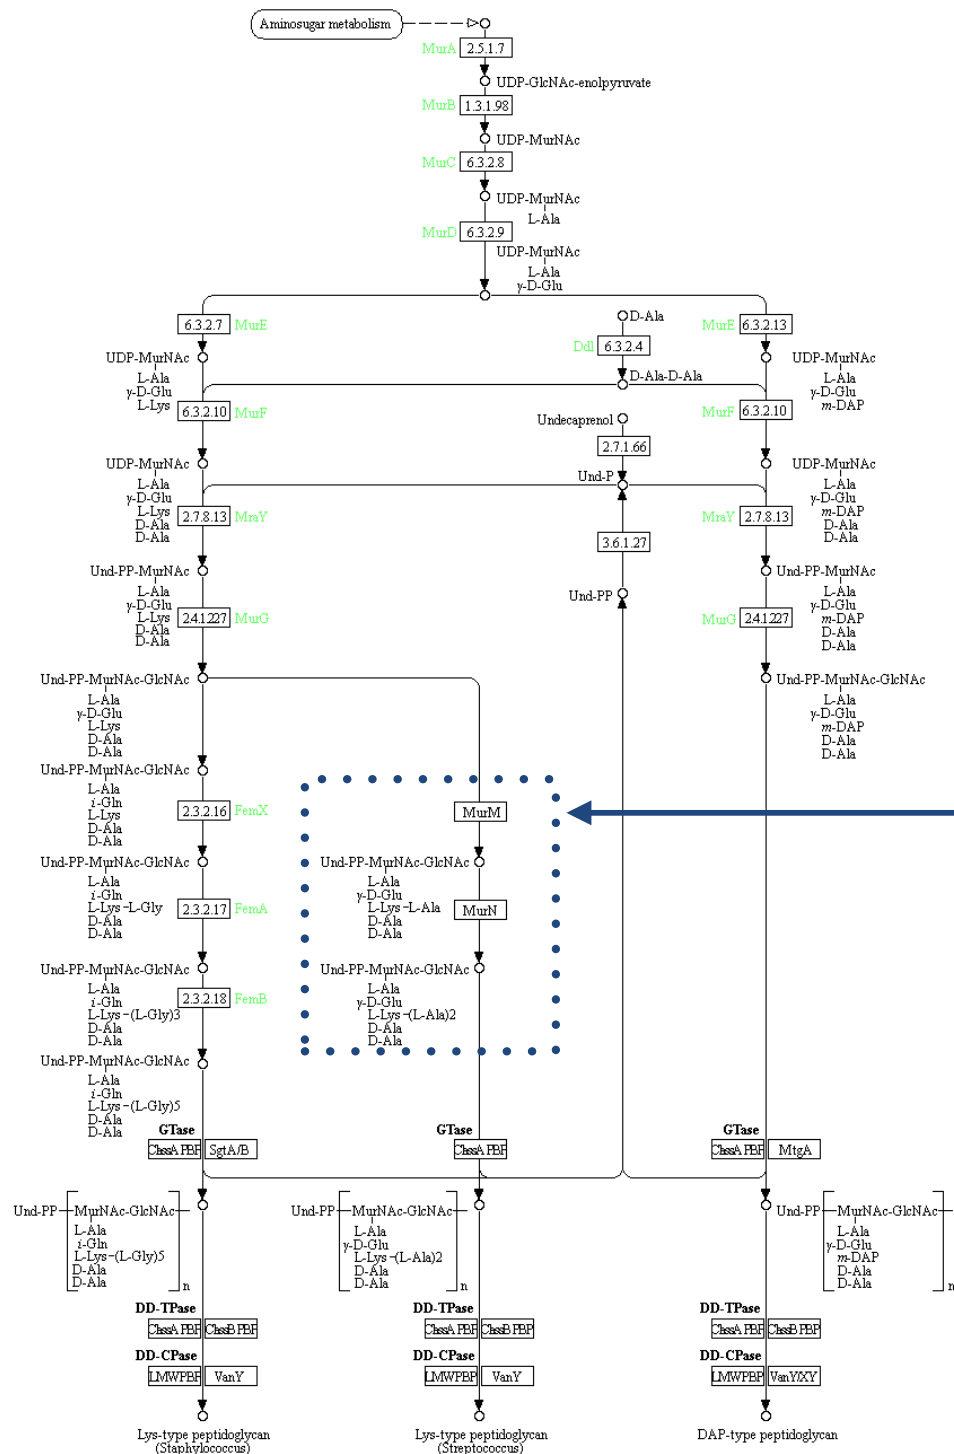 Aminosugar metabolism
MurA 2.5.1.7
UDP-GlcNAc-enolpyruvate
MurB 1.3.1.98
UDP-MurNAc
MurC 6.3.2.8
UDP-MurNAc
L-Ala
MurD 6.3.2.9
UDP-MurNAc
L-Ala
γ-D-Glu
6.3.2.7 MurE
UDP-MurNAc
L-Ala
γ-D-Glu
L-Lys
6.3.2.10 MurF
UDP-MurNAc
L-Ala
γ-D-Glu
L-Lys
D-Ala
D-Ala
2.7.8.13 MraY
Und-PP-MurNAc
L-Ala
γ-D-Glu
L-Lys
D-Ala
D-Ala
2.4.1.227 MurG
Und-PP-MurNAc-GlcNAc
L-Ala
γ-D-Glu
L-Lys
D-Ala
D-Ala
Und-PP-MurNAc-GlcNAc
L-Ala
i-Gln
L-Lys
D-Ala
D-Ala
2.3.2.16 FemX
Und-PP-MurNAc-GlcNAc
L-Ala
i-Gln
L-Lys-L-Gly
D-Ala
D-Ala
2.3.2.17 FemA
Und-PP-MurNAc-GlcNAc
L-Ala
i-Gln
L-Lys-(L-Gly)3
D-Ala
D-Ala
2.3.2.18 FemB
Und-PP-MurNAc-GlcNAc
L-Ala
i-Gln
L-Lys-(L-Gly)5
D-Ala
D-Ala
D-Ala
Ddl 6.3.2.4
D-Ala-D-Ala
Undecaprenol
2.7.1.66
Und-P
3.6.1.27
Und-PP
MurE 6.3.2.13
UDP-MurNAc
L-Ala
γ-D-Glu
m-DAP
MurF 6.3.2.10
UDP-MurNAc
L-Ala
γ-D-Glu
m-DAP
D-Ala
D-Ala
MraY 2.7.8.13
Und-PP-MurNAc
L-Ala
γ-D-Glu
m-DAP
D-Ala
D-Ala
MurG 2.4.1.227
Und-PP-MurNAc-GlcNAc
L-Ala
γ-D-Glu
m-DAP
D-Ala
D-Ala
MurM
Und-PP-MurNAc-GlcNAc
L-Ala
γ-D-Glu
L-Lys-L-Ala
D-Ala
D-Ala
MurN
Und-PP-MurNAc-GlcNAc
L-Ala
γ-D-Glu
L-Lys-(L-Ala)2
D-Ala
D-Ala
GTase
ClassA PBP SgtA/B
Und-PP MurNAc-GlcNAc
L-Ala
i-Gln
L-Lys-(L-Gly)5
D-Ala
D-Ala
n
DD-TPase
ClassA PBP ClassB PBP
DD-CPase
LMWPBP VanY
Lys-type peptidoglycan
(Staphylococcus)
GTase
ClassA PBP
Und-PP MurNAc-GlcNAc
L-Ala
γ-D-Glu
L-Lys-(L-Ala)2
D-Ala
D-Ala
n
DD-TPase
ClassA PBP ClassB PBP
DD-CPase
LMWPBP VanY
Lys-type peptidoglycan
(Streptococcus)
GTase
ClassA PBP MtgA
Und-PP MurNAc-GlcNAc
L-Ala
γ-D-Glu
m-DAP
D-Ala
D-Ala
n
DD-TPase
ClassA PBP ClassB PBP
DD-CPase
LMWPBP VanY/XY
DAP-type peptidoglycan